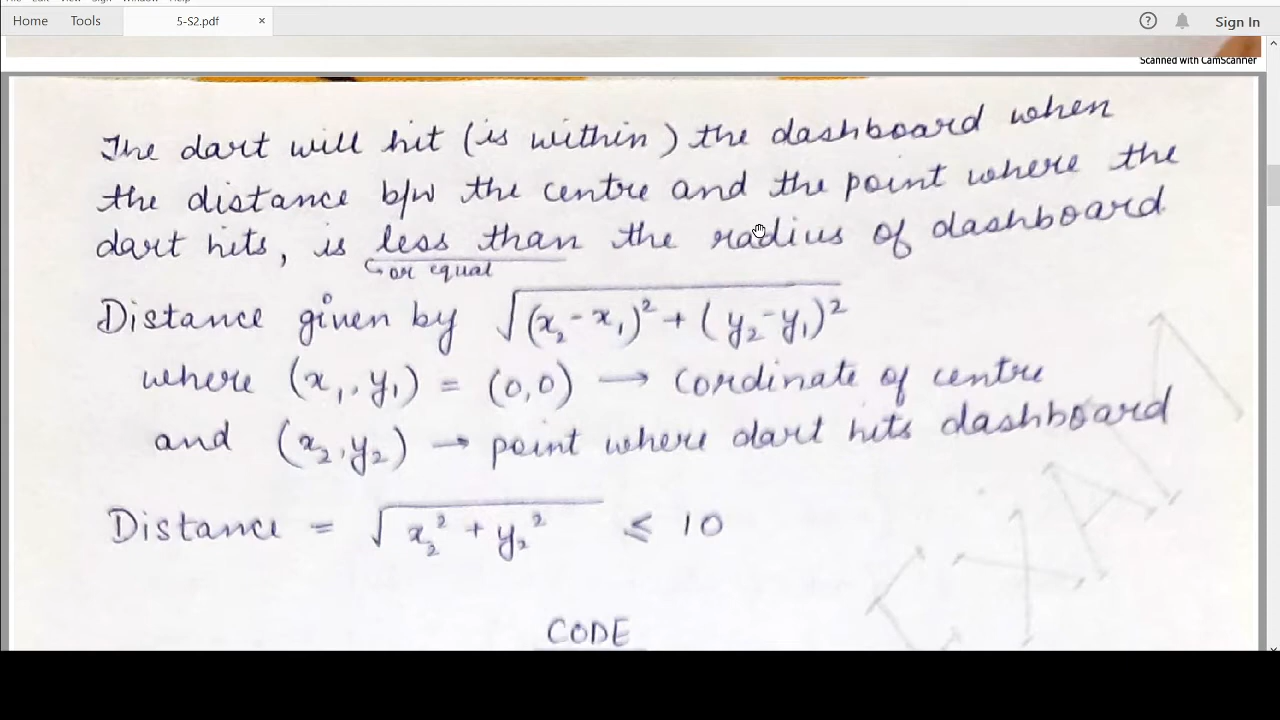 Home Tools 5-S2.pdf × Sign In
Scanned with CamScanner
The dart will hit (is within) the dashboard when
the distance b/w the centre and the point where the
dart hits, is less than the radius of dashboard
↳ or equal
Distance given by √(x₂-x₁)² + (y₂-y₁)²
where (x₁,y₁) = (0,0) → cordinate of centre
and (x₂,y₂) → point where dart hits dashboard
Distance = √x₂² + y₂² ≤ 10
CODE